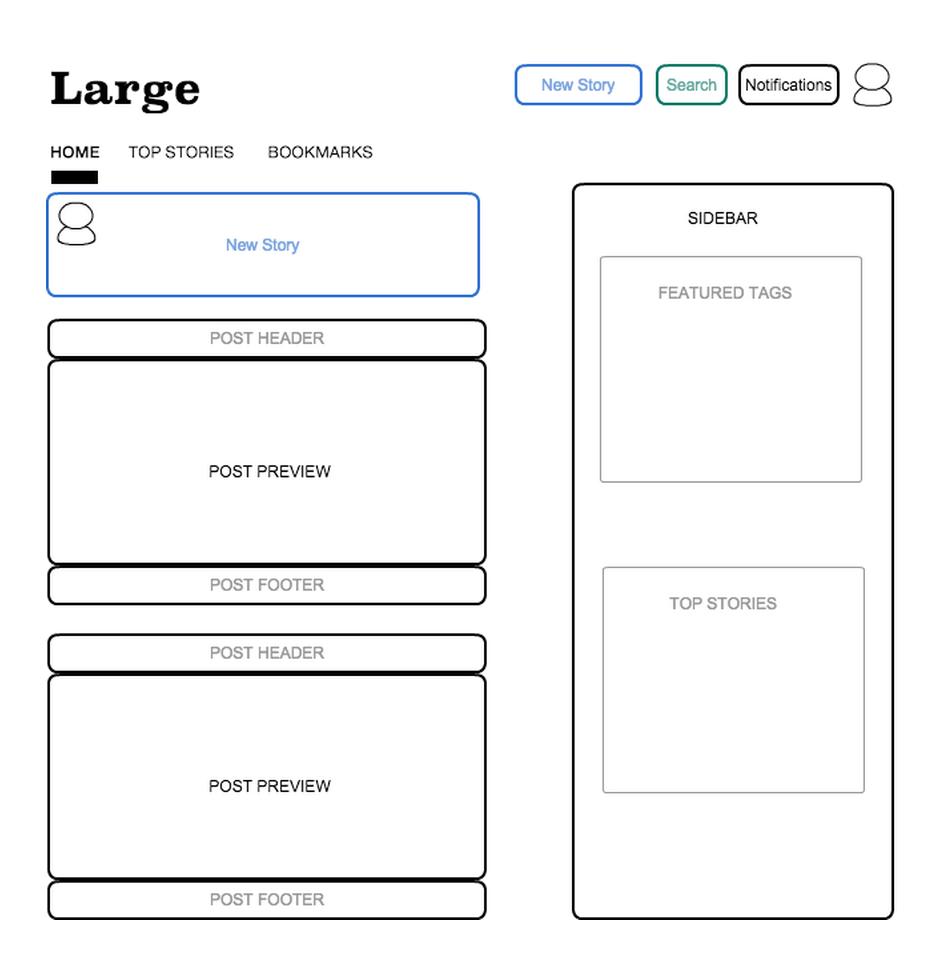 Large
New Story
Search
Notifications
HOME
TOP STORIES
BOOKMARKS
New Story
POST HEADER
POST PREVIEW
POST FOOTER
POST HEADER
POST PREVIEW
POST FOOTER
SIDEBAR
FEATURED TAGS
TOP STORIES